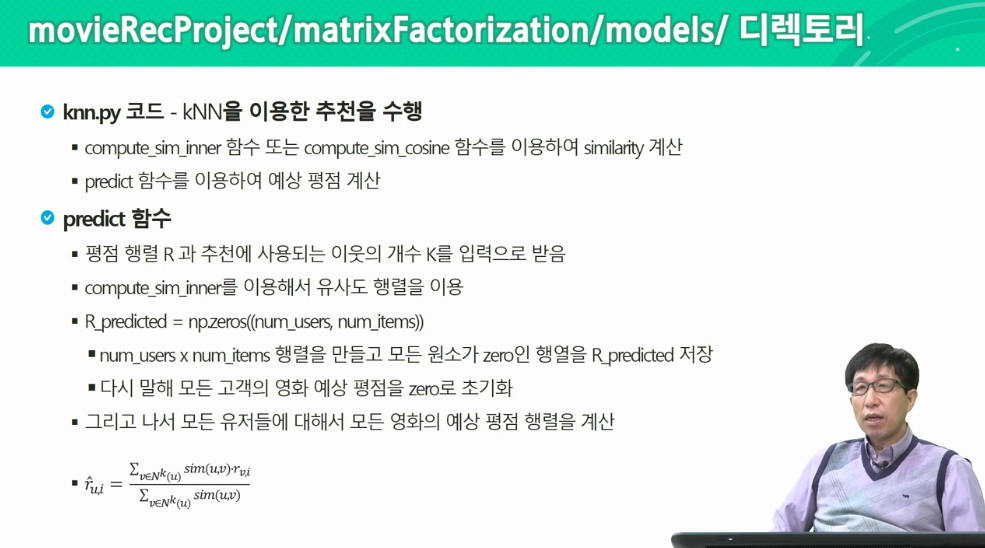 movieRecProject/matrixFactorization/models/ 디렉토리
knn.py 코드 - kNN을 이용한 추천을 수행
▪ compute_sim_inner 함수 또는 compute_sim_cosine 함수를 이용하여 similarity 계산
▪ predict 함수를 이용하여 예상 평점 계산
predict 함수
▪ 평점 행렬 R 과 추천에 사용되는 이웃의 개수 K를 입력으로 받음
▪ compute_sim_inner를 이용해서 유사도 행렬을 이용
▪ R_predicted = np.zeros((num_users, num_items))
▪ num_users x num_items 행렬을 만들고 모든 원소가 zero인 행열을 R_predicted 저장
▪ 다시 말해 모든 고객의 영화 예상 평점을 zero로 초기화
▪ 그리고 나서 모든 유저들에 대해서 모든 영화의 예상 평점 행렬을 계산
▪ r̂u,i = ∑v∈Nk(u) sim(u,v)·rv,i / ∑v∈Nk(u) sim(u,v)